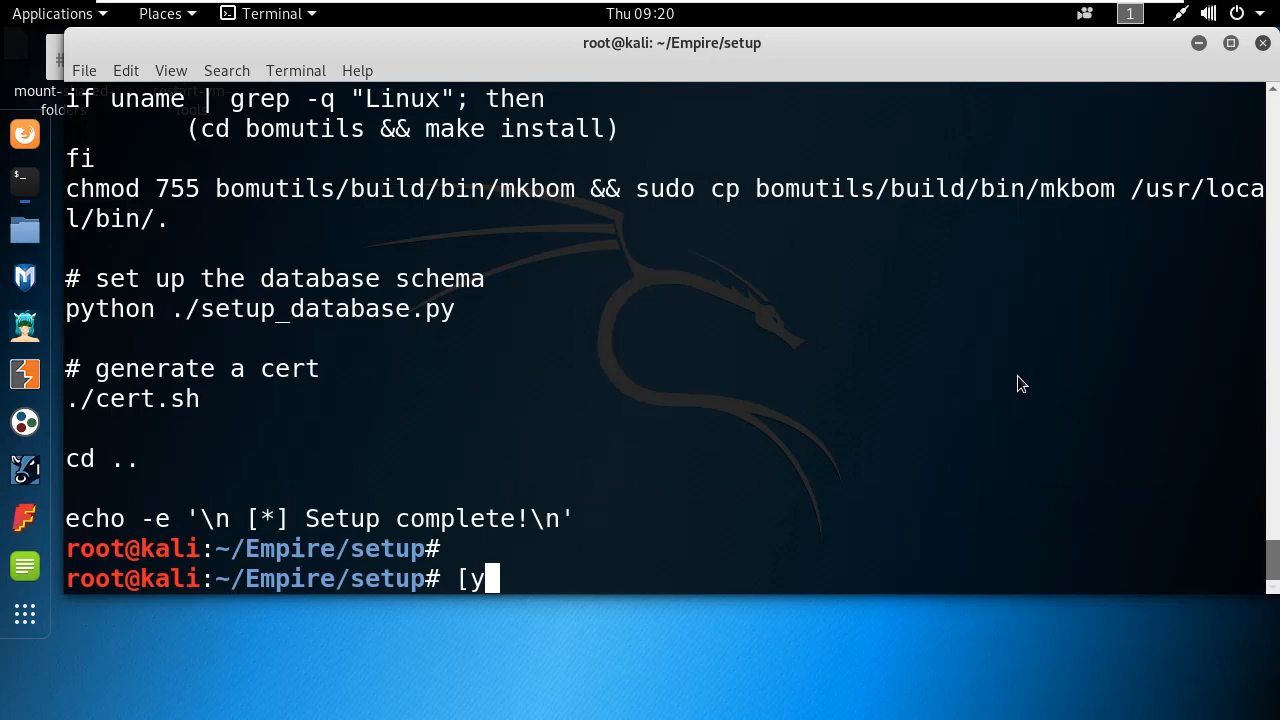 Applications Places Terminal Thu 09:20 1
root@kali: ~/Empire/setup
File Edit View Search Terminal Help
if uname | grep -q "Linux"; then
(cd bomutils && make install)
fi
chmod 755 bomutils/build/bin/mkbom && sudo cp bomutils/build/bin/mkbom /usr/loca
l/bin/.
# set up the database schema
python ./setup_database.py
# generate a cert
./cert.sh
cd ..
echo -e '\n [*] Setup complete!\n'
root@kali:~/Empire/setup#
root@kali:~/Empire/setup# [y